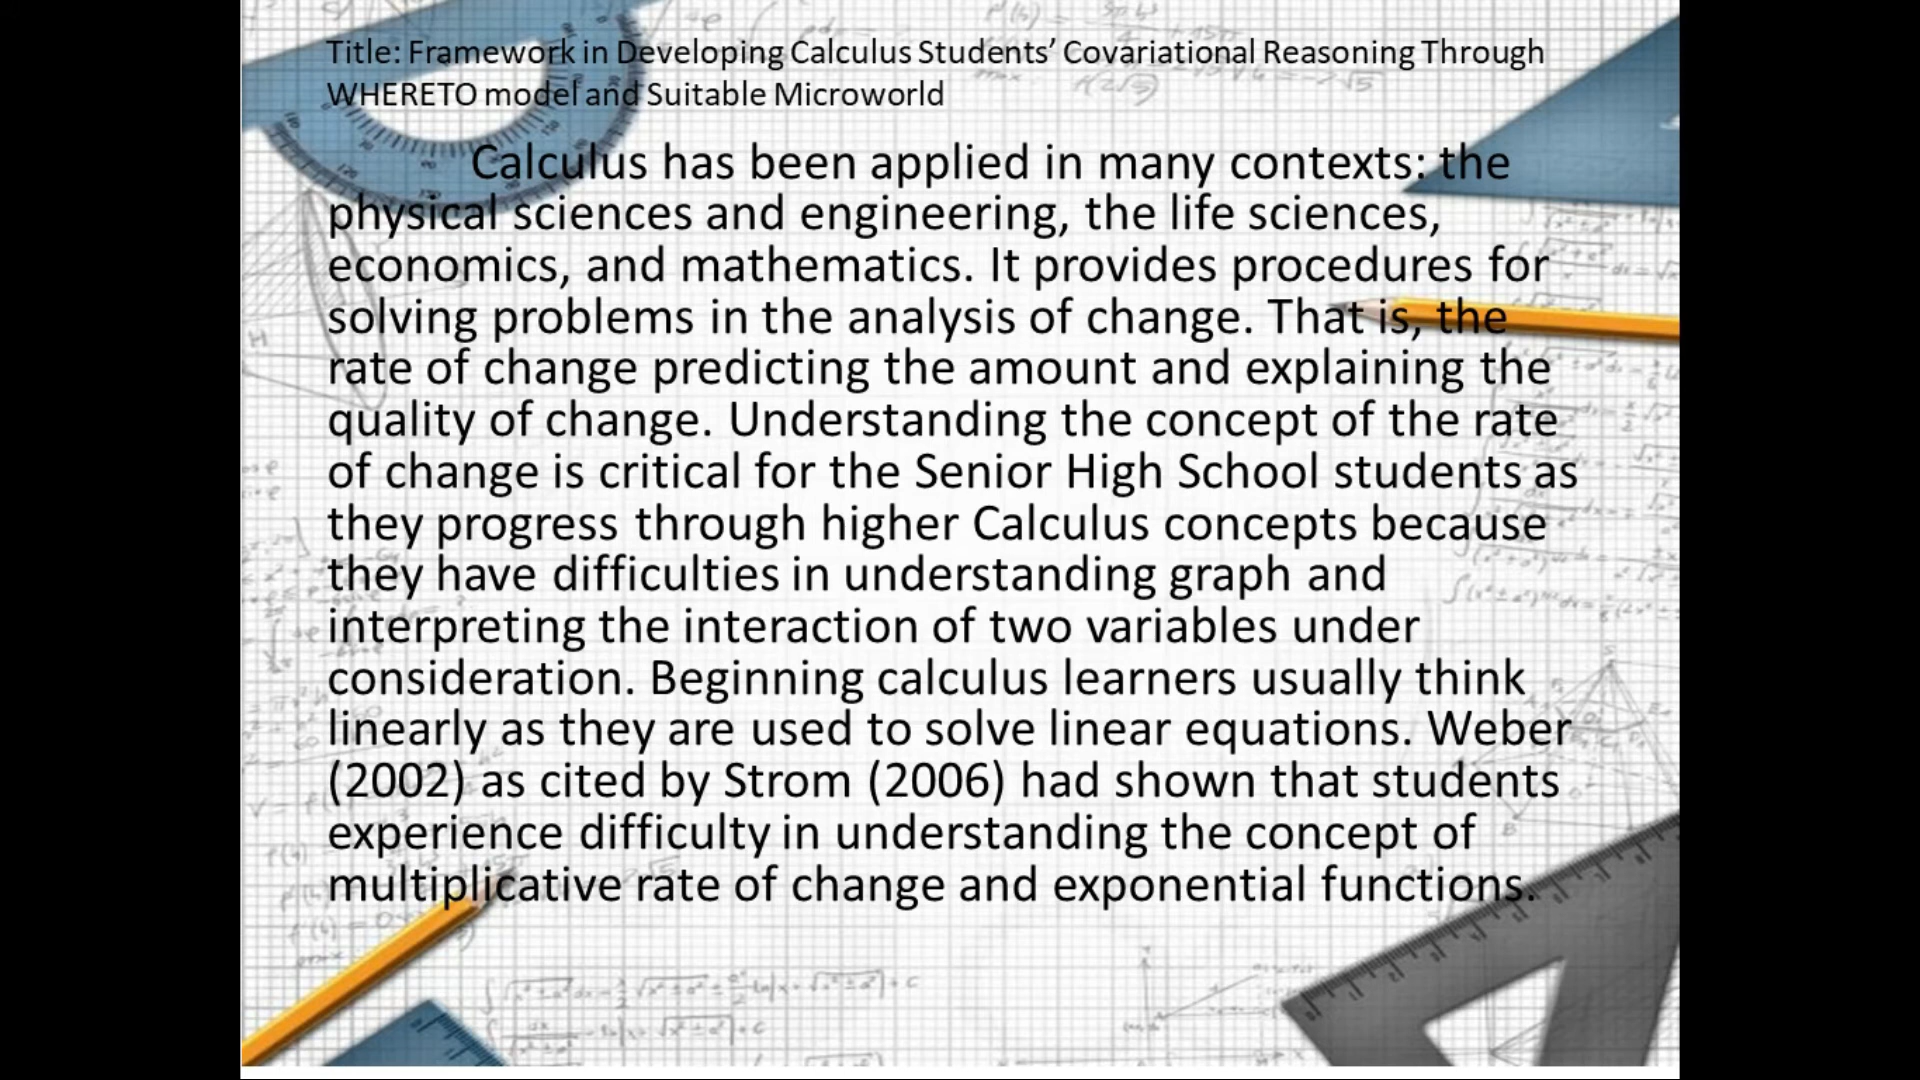 Title: Framework in Developing Calculus Students’ Covariational Reasoning Through
WHERETO model and Suitable Microworld
Calculus has been applied in many contexts: the
physical sciences and engineering, the life sciences,
economics, and mathematics. It provides procedures for
solving problems in the analysis of change. That is, the
rate of change predicting the amount and explaining the
quality of change. Understanding the concept of the rate
of change is critical for the Senior High School students as
they progress through higher Calculus concepts because
they have difficulties in understanding graph and
interpreting the interaction of two variables under
consideration. Beginning calculus learners usually think
linearly as they are used to solve linear equations. Weber
(2002) as cited by Strom (2006) had shown that students
experience difficulty in understanding the concept of
multiplicative rate of change and exponential functions.